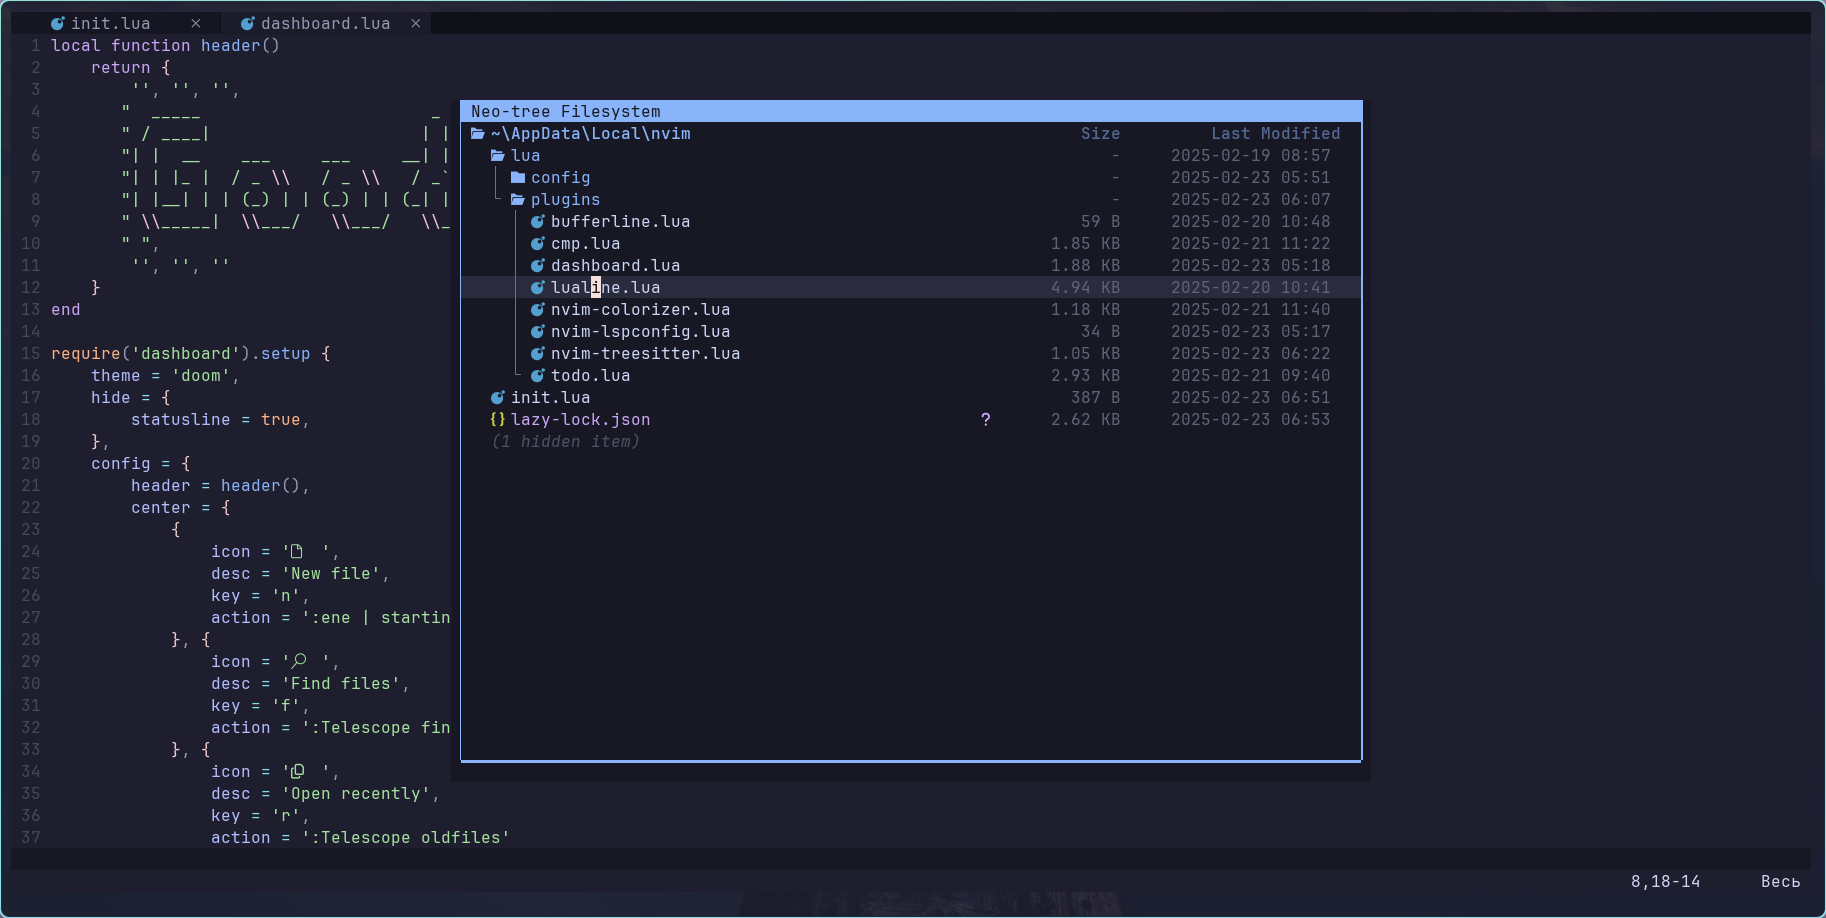 init.lua × dashboard.lua ×
1 local function header()
2 return {
3 '', '', '',
4 " _____ _
5 " / ____| | |
6 "| | __ ___ ___ __| |
7 "| | |_ | / _ \\ / _ \\ / _`
8 "| |__| | | (_) | | (_) | | (_| |
9 " \\_____| \\___/ \\___/ \\_
10 " ",
11 '', '', ''
12 }
13 end
14
15 require('dashboard').setup {
16 theme = 'doom',
17 hide = {
18 statusline = true,
19 },
20 config = {
21 header = header(),
22 center = {
23 {
24 icon = ' ',
25 desc = 'New file',
26 key = 'n',
27 action = ':ene | startin
28 }, {
29 icon = ' ',
30 desc = 'Find files',
31 key = 'f',
32 action = ':Telescope fin
33 }, {
34 icon = ' ',
35 desc = 'Open recently',
36 key = 'r',
37 action = ':Telescope oldfiles'
Neo-tree Filesystem
~\AppData\Local\nvim Size Last Modified
lua - 2025-02-19 08:57
config - 2025-02-23 05:51
plugins - 2025-02-23 06:07
bufferline.lua 59 B 2025-02-20 10:48
cmp.lua 1.85 KB 2025-02-21 11:22
dashboard.lua 1.88 KB 2025-02-23 05:18
lualine.lua 4.94 KB 2025-02-20 10:41
nvim-colorizer.lua 1.18 KB 2025-02-21 11:40
nvim-lspconfig.lua 34 B 2025-02-23 05:17
nvim-treesitter.lua 1.05 KB 2025-02-23 06:22
todo.lua 2.93 KB 2025-02-21 09:40
init.lua 387 B 2025-02-23 06:51
{} lazy-lock.json ? 2.62 KB 2025-02-23 06:53
(1 hidden item)
8,18-14 Весь